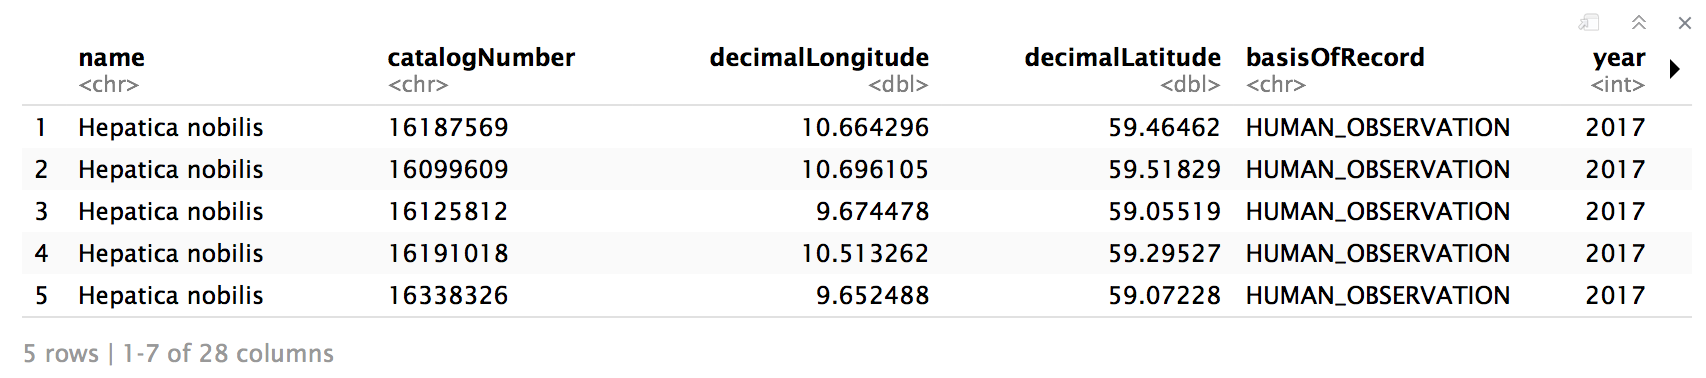 name catalogNumber decimalLongitude decimalLatitude basisOfRecord year
<chr> <chr> <dbl> <dbl> <chr> <int>
1 Hepatica nobilis 16187569 10.664296 59.46462 HUMAN_OBSERVATION 2017
2 Hepatica nobilis 16099609 10.696105 59.51829 HUMAN_OBSERVATION 2017
3 Hepatica nobilis 16125812 9.674478 59.05519 HUMAN_OBSERVATION 2017
4 Hepatica nobilis 16191018 10.513262 59.29527 HUMAN_OBSERVATION 2017
5 Hepatica nobilis 16338326 9.652488 59.07228 HUMAN_OBSERVATION 2017
5 rows | 1-7 of 28 columns